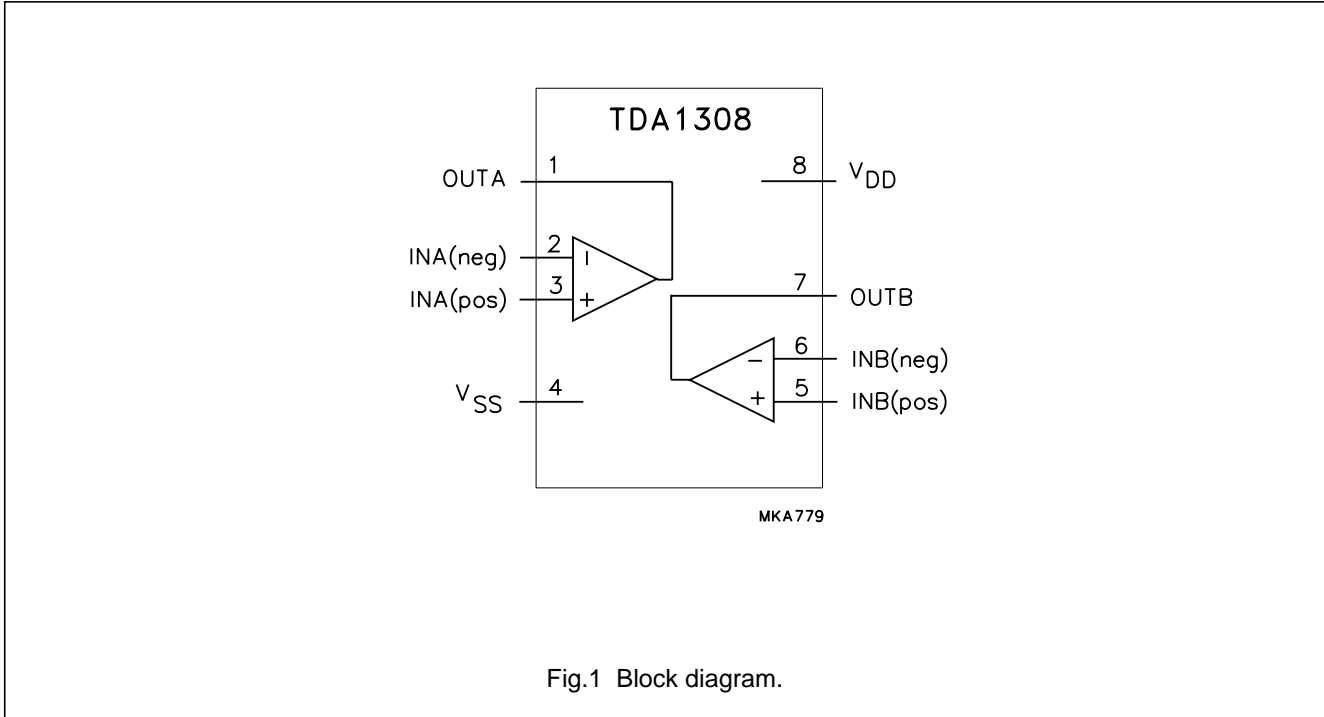 TDA1308
1
OUTA
8
VDD
2
INA(neg)
3
INA(pos)
7
OUTB
6
INB(neg)
5
INB(pos)
4
VSS
- +
- +
MKA779
Fig.1 Block diagram.